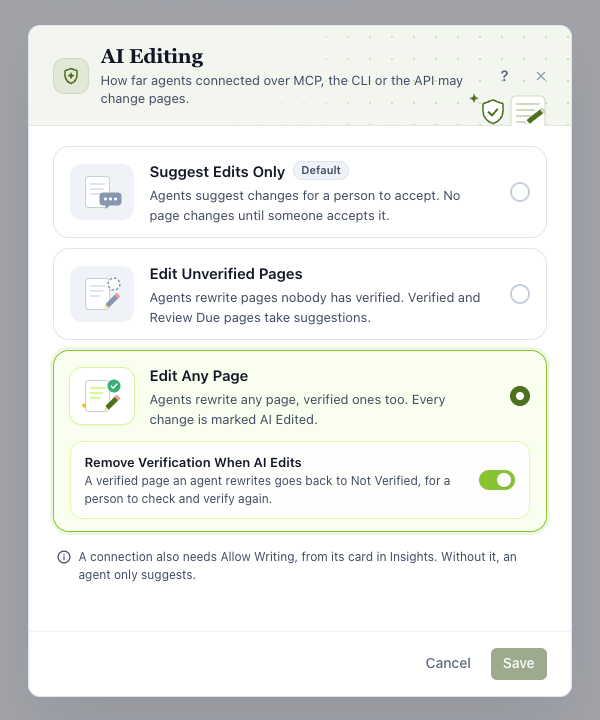 AI Editing
How far agents connected over MCP, the CLI or the API may
change pages.
?
Suggest Edits Only Default
Agents suggest changes for a person to accept. No
page changes until someone accepts it.
Edit Unverified Pages
Agents rewrite pages nobody has verified. Verified and
Review Due pages take suggestions.
Edit Any Page
Agents rewrite any page, verified ones too. Every
change is marked AI Edited.
Remove Verification When AI Edits
A verified page an agent rewrites goes back to Not Verified, for a
person to check and verify again.
A connection also needs Allow Writing, from its card in Insights. Without it, an
agent only suggests.
Cancel Save